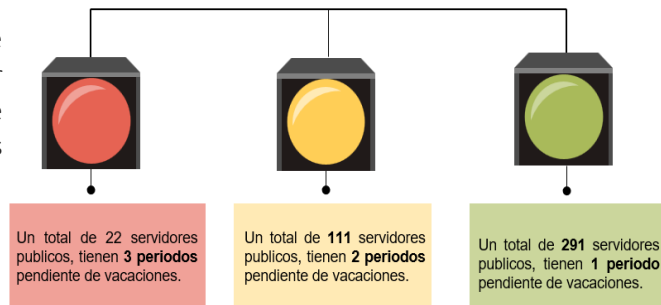 e
e
s
Un total de 22 servidores
publicos, tienen 3 periodos
pendiente de vacaciones.
Un total de 111 servidores
publicos, tienen 2 periodos
pendiente de vacaciones.
Un total de 291 servidores
publicos, tienen 1 periodo
pendiente de vacaciones.